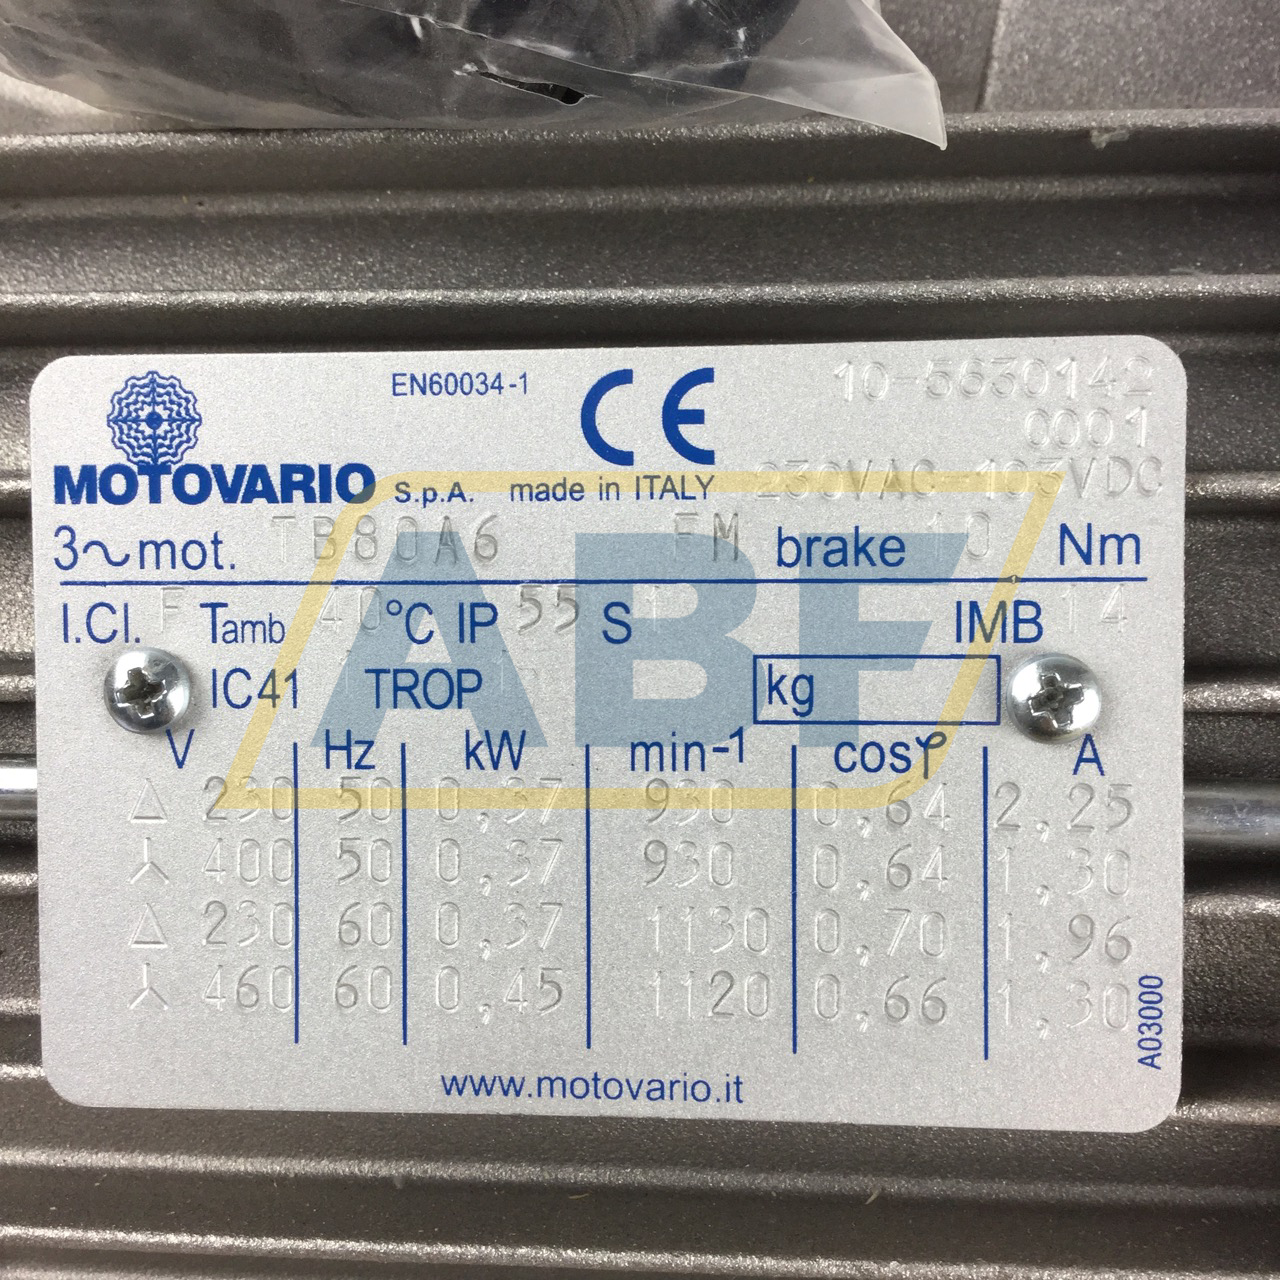 EN60034-1 CE 10 5630142
0001
MOTOVARIO S.p.A. made in ITALY 230VAC-103VDC
3~mot. TB80A6 FM brake 10 Nm
I.Cl. F Tamb 40 °C IP 55 S 1 IMB 14
IC41 TROP kg
V Hz kW min-1 cosφ A
△ 230 50 0,37 930 0,64 2,25
⅄ 400 50 0,37 930 0,64 1,30
△ 230 60 0,37 1130 0,70 1,96
⅄ 460 60 0,45 1120 0,66 1,30
A03000
www.motovario.it
ABF